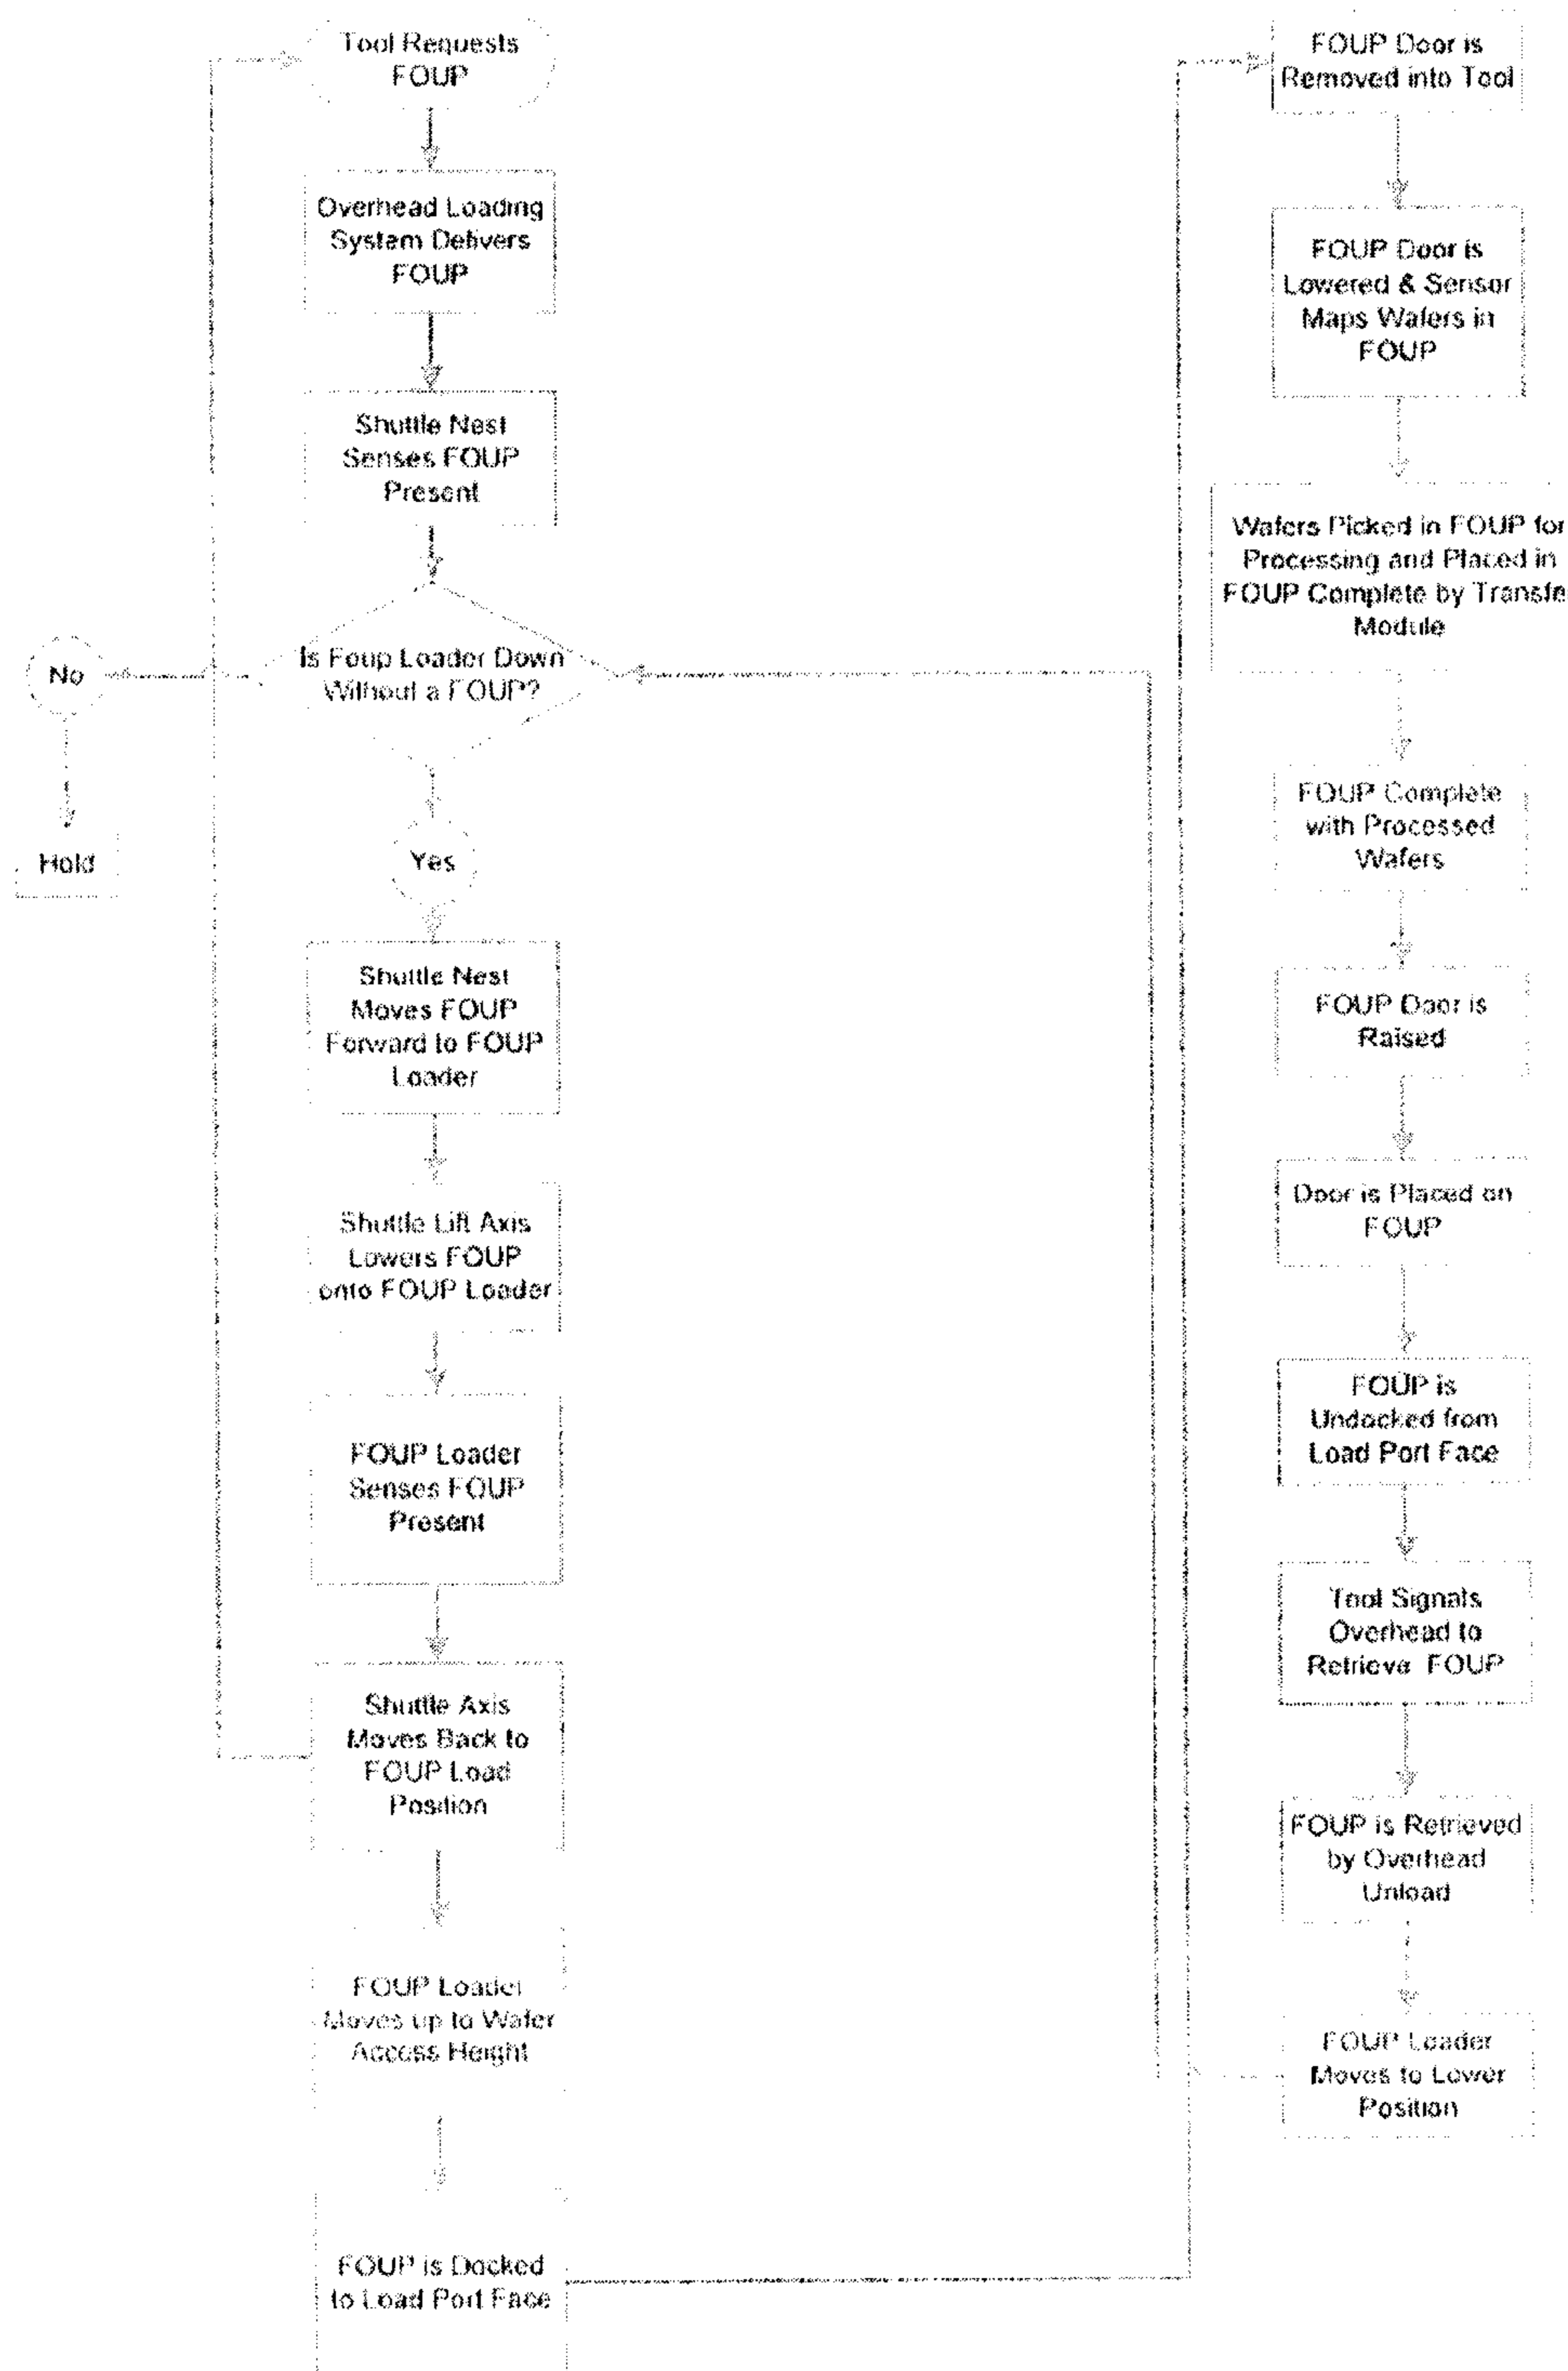 Tool Requests
FOUP
Overhead Loading
System Delivers
FOUP
Shuttle Nest
Senses FOUP
Present
Is Foup Loader Down
Without a FOUP?
No
Hold
Yes
Shuttle Nest
Moves FOUP
Forward to FOUP
Loader
Shuttle Lift Axis
Lowers FOUP
onto FOUP Loader
FOUP Loader
Senses FOUP
Present
Shuttle Axis
Moves Back to
FOUP Load
Position
FOUP Loader
Moves up to Wafer
Access Height
FOUP is Docked
to Load Port Face
FOUP Door is
Removed into Tool
FOUP Door is
Lowered & Sensor
Maps Wafers in
FOUP
Wafers Picked in FOUP for
Processing and Placed in
FOUP Complete by Transfe
Module
FOUP Complete
with Processed
Wafers
FOUP Door is
Raised
Door is Placed on
FOUP
FOUP is
Undocked from
Load Port Face
Tool Signals
Overhead to
Retrieve FOUP
FOUP is Retrieved
by Overhead
Unload
FOUP Loader
Moves to Lower
Position